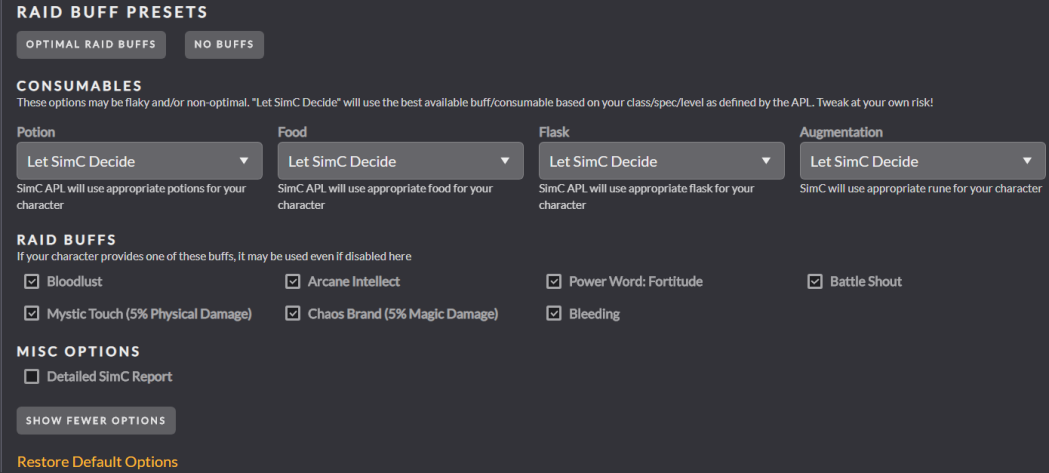 RAID BUFF PRESETS
OPTIMAL RAID BUFFS NO BUFFS
CONSUMABLES
These options may be flaky and/or non-optimal. "Let SimC Decide" will use the best available buff/consumable based on your class/spec/level as defined by the APL. Tweak at your own risk!
Potion Food Flask Augmentation
Let SimC Decide Let SimC Decide Let SimC Decide Let SimC Decide
SimC APL will use appropriate potions for your SimC APL will use appropriate food for your SimC APL will use appropriate flask for your SimC will use appropriate rune for your character
character character character
RAID BUFFS
If your character provides one of these buffs, it may be used even if disabled here
Bloodlust Arcane Intellect Power Word: Fortitude Battle Shout
Mystic Touch (5% Physical Damage) Chaos Brand (5% Magic Damage) Bleeding
MISC OPTIONS
Detailed SimC Report
SHOW FEWER OPTIONS
Restore Default Options